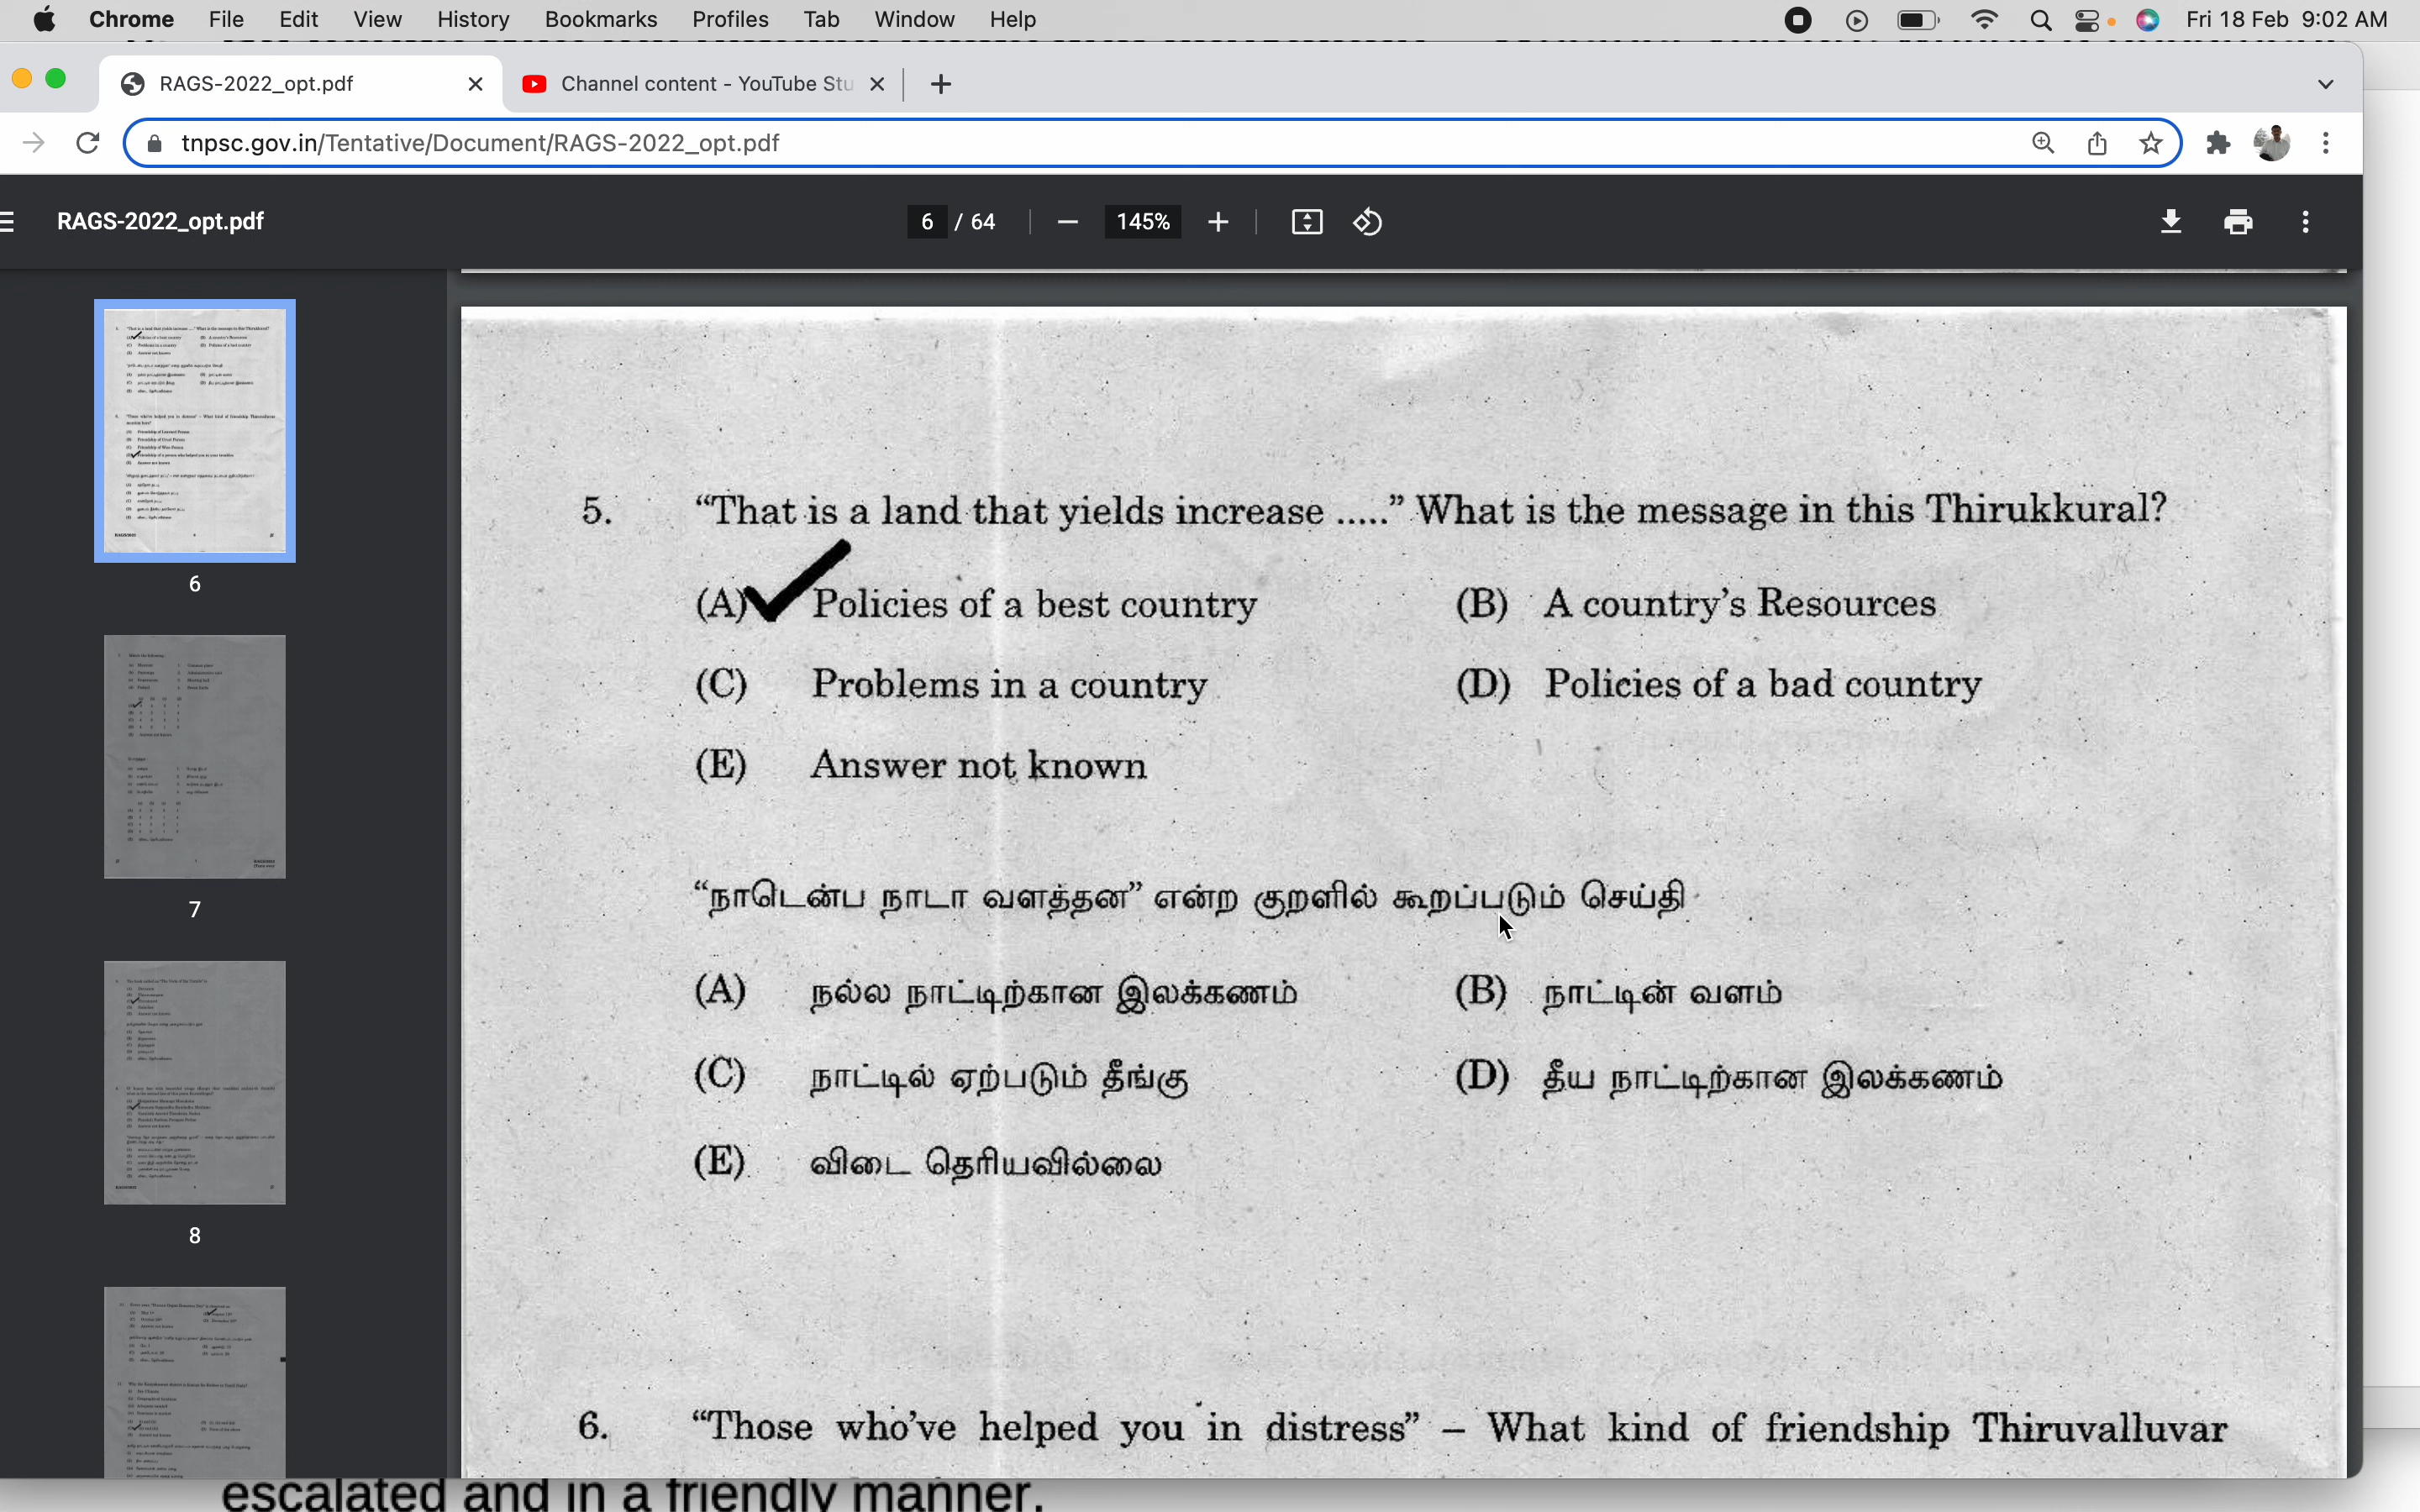 Chrome File Edit View History Bookmarks Profiles Tab Window Help Fri 18 Feb 9:02 AM
RAGS-2022_opt.pdf Channel content - YouTube Stu
tnpsc.gov.in/Tentative/Document/RAGS-2022_opt.pdf
RAGS-2022_opt.pdf 6 / 64 145%
6
7
8
5. “That is a land that yields increase .....” What is the message in this Thirukkural?
(A) Policies of a best country (B) A country’s Resources
(C) Problems in a country (D) Policies of a bad country
(E) Answer not known
“நாடென்ப நாடா வளத்தன” என்ற குறளில் கூறப்படும் செய்தி
(A) நல்ல நாட்டிற்கான இலக்கணம் (B) நாட்டின் வளம்
(C) நாட்டில் ஏற்படும் தீங்கு (D) தீய நாட்டிற்கான இலக்கணம்
(E) விடை தெரியவில்லை
6. “Those who’ve helped you in distress” – What kind of friendship Thiruvalluvar
escalated and in a friendly manner.